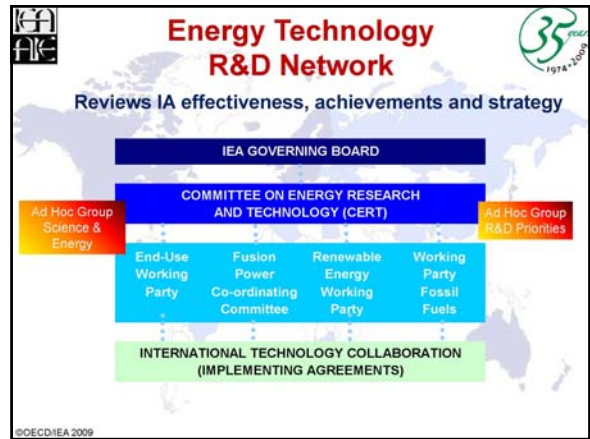 IEA
AIE
Energy Technology
R&D Network
35 years
1974•2009
Reviews IA effectiveness, achievements and strategy
IEA GOVERNING BOARD
COMMITTEE ON ENERGY RESEARCH
AND TECHNOLOGY (CERT)
Ad Hoc Group
Science &
Energy
Ad Hoc Group
R&D Priorities
End-Use
Working
Party
Fusion
Power
Co-ordinating
Committee
Renewable
Energy
Working
Party
Working
Party
Fossil
Fuels
INTERNATIONAL TECHNOLOGY COLLABORATION
(IMPLEMENTING AGREEMENTS)
©OECD/IEA 2009